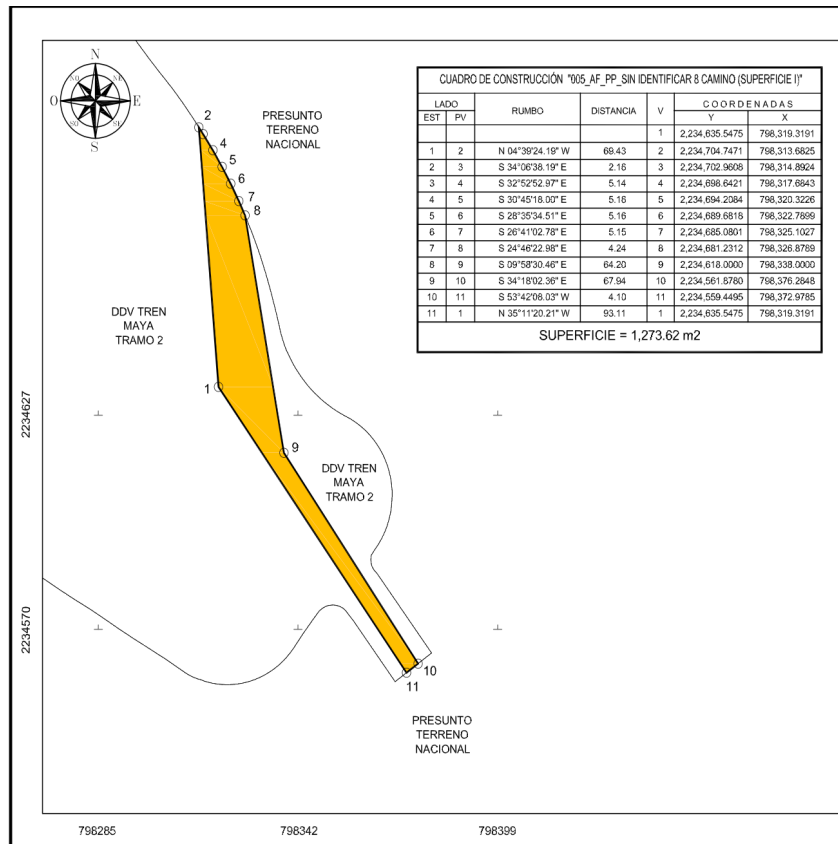 N
NO NE
O E
SO SE
S
2
4
5
6
7
8
PRESUNTO
TERRENO
NACIONAL
DDV TREN
MAYA
TRAMO 2
1
9
DDV TREN
MAYA
TRAMO 2
10
11
PRESUNTO
TERRENO
NACIONAL
2234627
2234570
798285 798342 798399
CUADRO DE CONSTRUCCIÓN "005_AF_PP_SIN IDENTIFICAR 8 CAMINO (SUPERFICIE I)"
LADO RUMBO DISTANCIA V COORDENADAS
EST PV Y X
1 2,234,635.5475 798,319.3191
1 2 N 04°39'24.19" W 69.43 2 2,234,704.7471 798,313.6825
2 3 S 34°06'38.19" E 2.16 3 2,234,702.9608 798,314.8924
3 4 S 32°52'52.97" E 5.14 4 2,234,698.6421 798,317.6843
4 5 S 30°45'18.00" E 5.16 5 2,234,694.2084 798,320.3226
5 6 S 28°35'34.51" E 5.16 6 2,234,689.6818 798,322.7899
6 7 S 26°41'02.78" E 5.15 7 2,234,685.0801 798,325.1027
7 8 S 24°46'22.98" E 4.24 8 2,234,681.2312 798,326.8789
8 9 S 09°58'30.46" E 64.20 9 2,234,618.0000 798,338.0000
9 10 S 34°18'02.36" E 67.94 10 2,234,561.8780 798,376.2848
10 11 S 53°42'08.03" W 4.10 11 2,234,559.4495 798,372.9785
11 1 N 35°11'20.21" W 93.11 1 2,234,635.5475 798,319.3191
SUPERFICIE = 1,273.62 m2